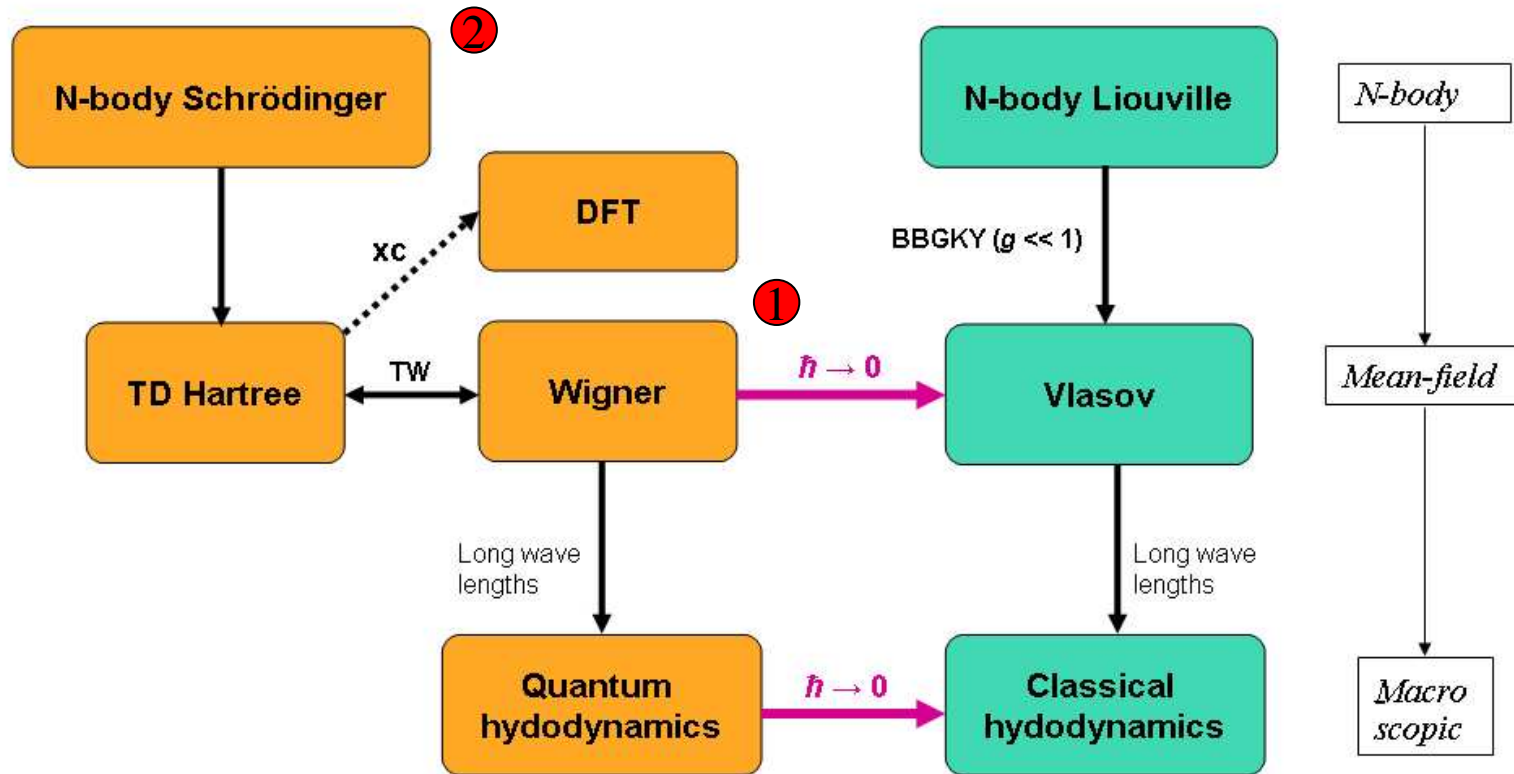 2
N-body Schrödinger
N-body Liouville
N-body
DFT
xc
BBGKY (g << 1)
1
TD Hartree
TW
Wigner
ℏ → 0
Vlasov
Mean-field
Long wave
lengths
Long wave
lengths
Quantum
hydodynamics
ℏ → 0
Classical
hydodynamics
Macro
scopic